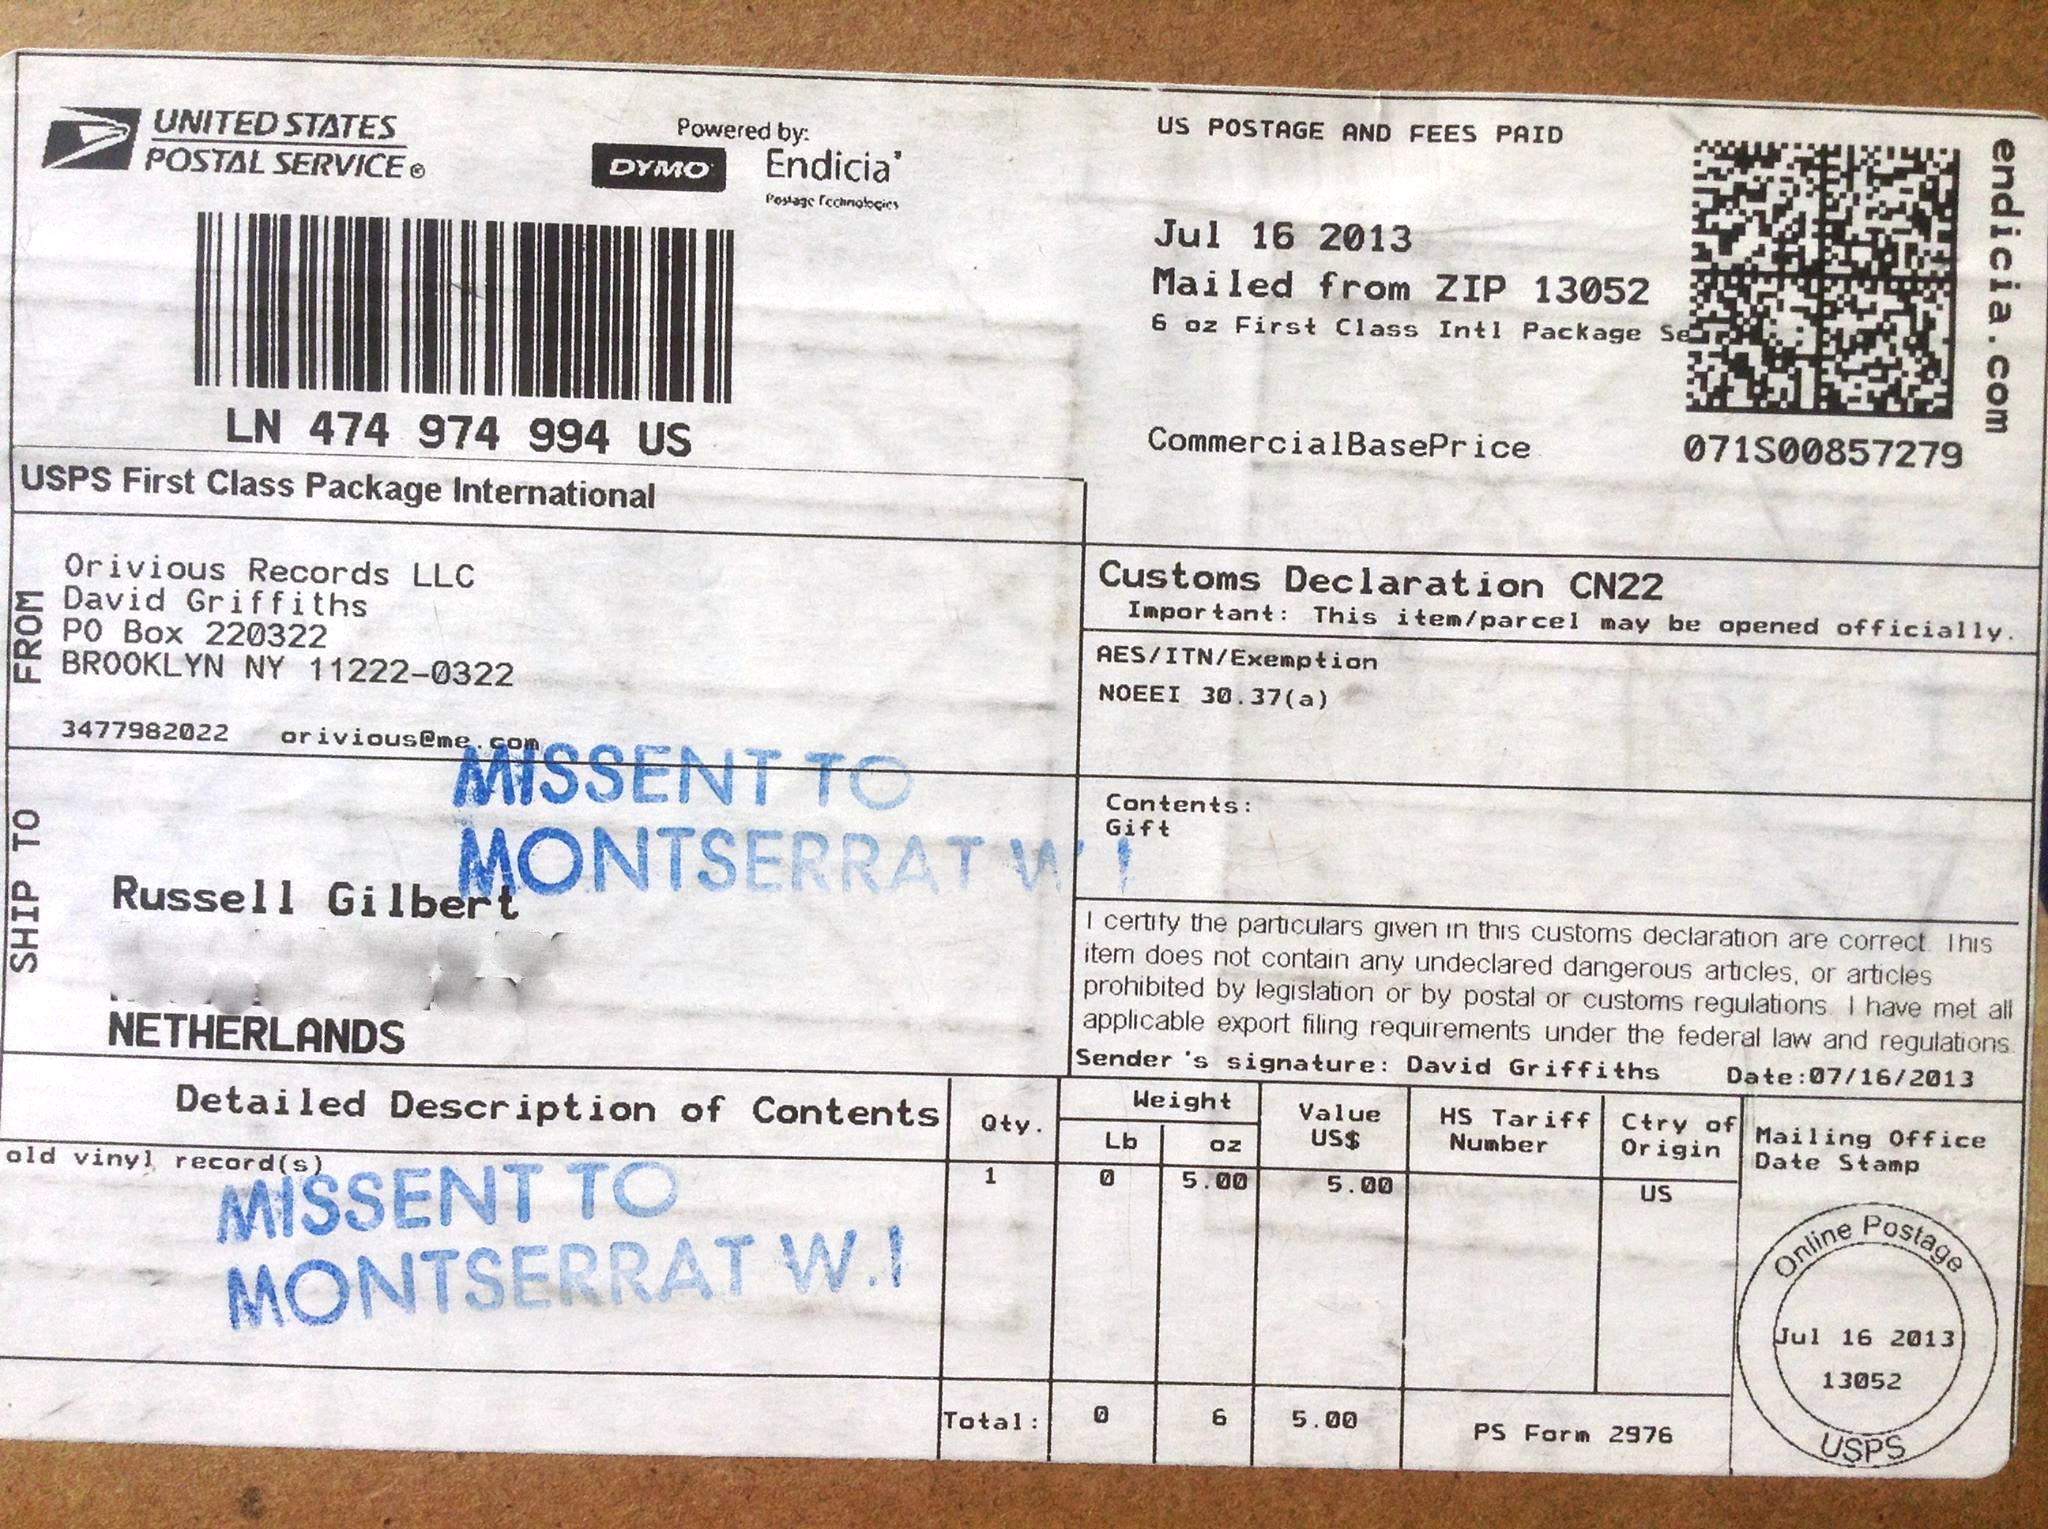 UNITED STATES
POSTAL SERVICE®
Powered by:
DYMO Endicia
Postage Technologies
LN 474 974 994 US
US POSTAGE AND FEES PAID
Jul 16 2013
Mailed from ZIP 13052
6 oz First Class Intl Package Se
CommercialBasePrice
071S00857279
endicia.com
USPS First Class Package International
FROM
Orivious Records LLC
David Griffiths
PO Box 220322
BROOKLYN NY 11222-0322
3477982022 orivious@me.com
Customs Declaration CN22
Important: This item/parcel may be opened officially.
AES/ITN/Exemption
NOEEI 30.37(a)
MISSENT TO
MONTSERRAT W I
SHIP TO
Russell Gilbert
NETHERLANDS
Contents:
Gift
I certify the particulars given in this customs declaration are correct. This
item does not contain any undeclared dangerous articles, or articles
prohibited by legislation or by postal or customs regulations. I have met all
applicable export filing requirements under the federal law and regulations.
Sender's signature: David Griffiths Date:07/16/2013
Detailed Description of Contents
Qty.
Weight
Lb oz
Value
US$
HS Tariff
Number
Ctry of
Origin
Mailing Office
Date Stamp
old vinyl record(s) 1 0 5.00 5.00 US
MISSENT TO
MONTSERRAT W.I
Online Postage
Jul 16 2013
13052
USPS
Total: 0 6 5.00
PS Form 2976